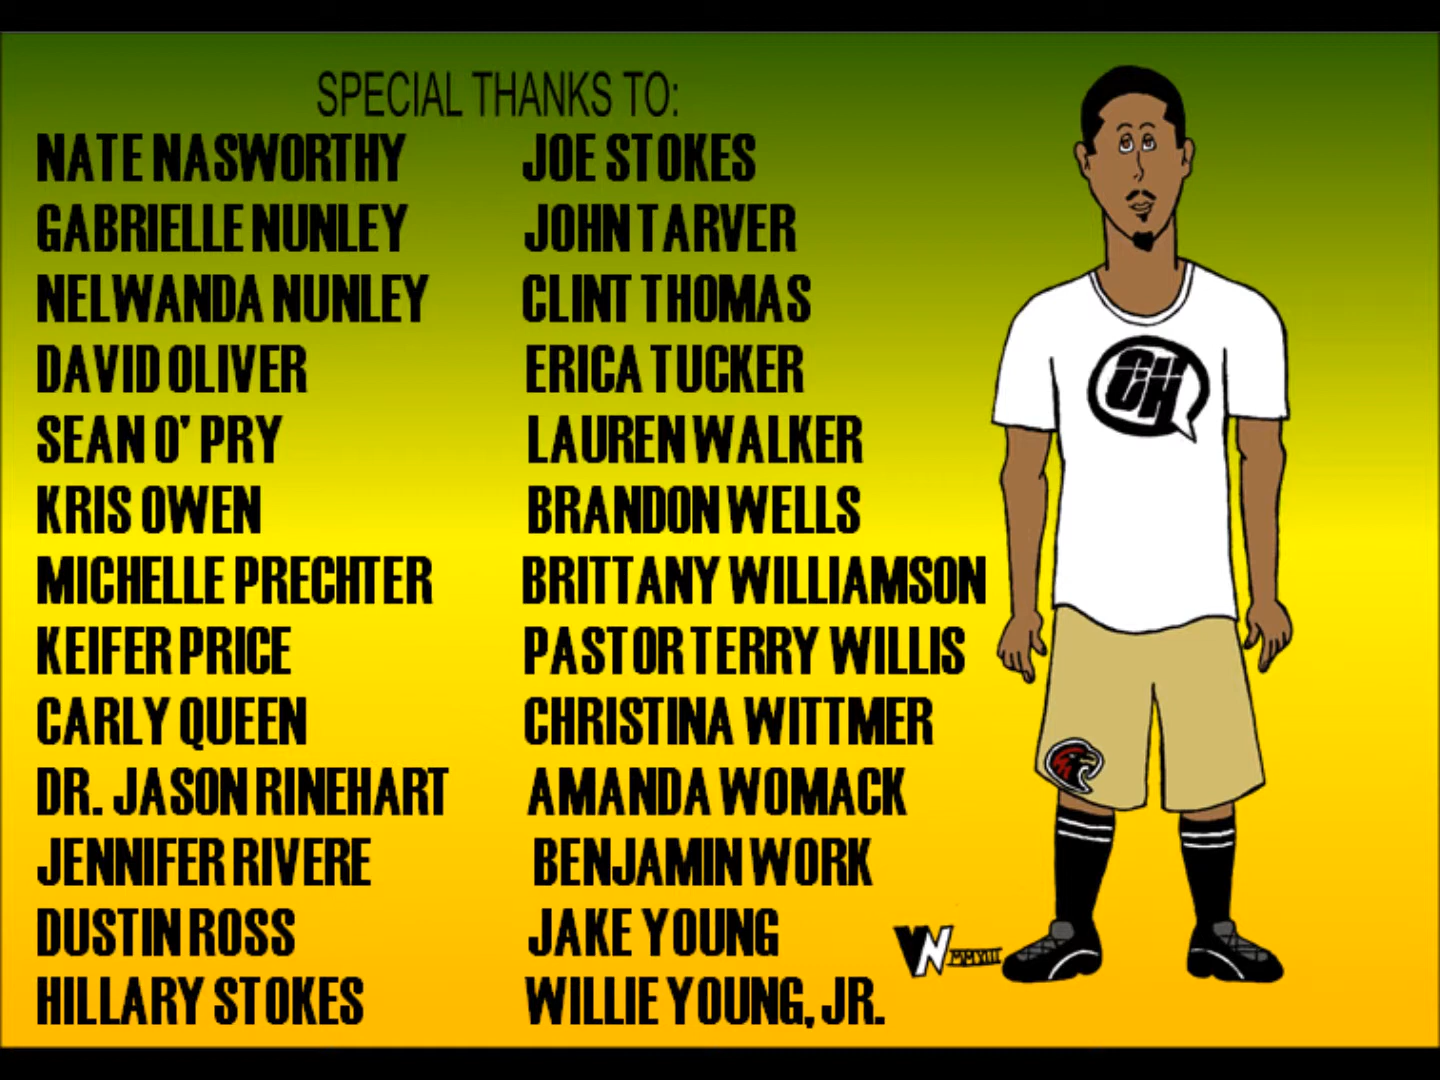 SPECIAL THANKS TO:
NATE NASWORTHY
GABRIELLE NUNLEY
NELWANDA NUNLEY
DAVID OLIVER
SEAN O' PRY
KRIS OWEN
MICHELLE PRECHTER
KEIFER PRICE
CARLY QUEEN
DR. JASON RINEHART
JENNIFER RIVERE
DUSTIN ROSS
HILLARY STOKES
JOE STOKES
JOHN TARVER
CLINT THOMAS
ERICA TUCKER
LAUREN WALKER
BRANDON WELLS
BRITTANY WILLIAMSON
PASTOR TERRY WILLIS
CHRISTINA WITTMER
AMANDA WOMACK
BENJAMIN WORK
JAKE YOUNG
WILLIE YOUNG, JR.
CH
VN MMXIII